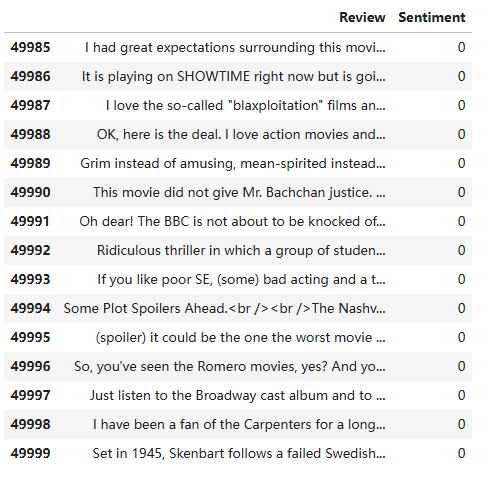 Review Sentiment
49985 I had great expectations surrounding this movi... 0
49986 It is playing on SHOWTIME right now but is goi... 0
49987 I love the so-called "blaxploitation" films an... 0
49988 OK, here is the deal. I love action movies and... 0
49989 Grim instead of amusing, mean-spirited instead... 0
49990 This movie did not give Mr. Bachchan justice. ... 0
49991 Oh dear! The BBC is not about to be knocked of... 0
49992 Ridiculous thriller in which a group of studen... 0
49993 If you like poor SE, (some) bad acting and a t... 0
49994 Some Plot Spoilers Ahead.<br /><br />The Nashv... 0
49995 (spoiler) it could be the one the worst movie ... 0
49996 So, you've seen the Romero movies, yes? And yo... 0
49997 Just listen to the Broadway cast album and to ... 0
49998 I have been a fan of the Carpenters for a long... 0
49999 Set in 1945, Skenbart follows a failed Swedish... 0